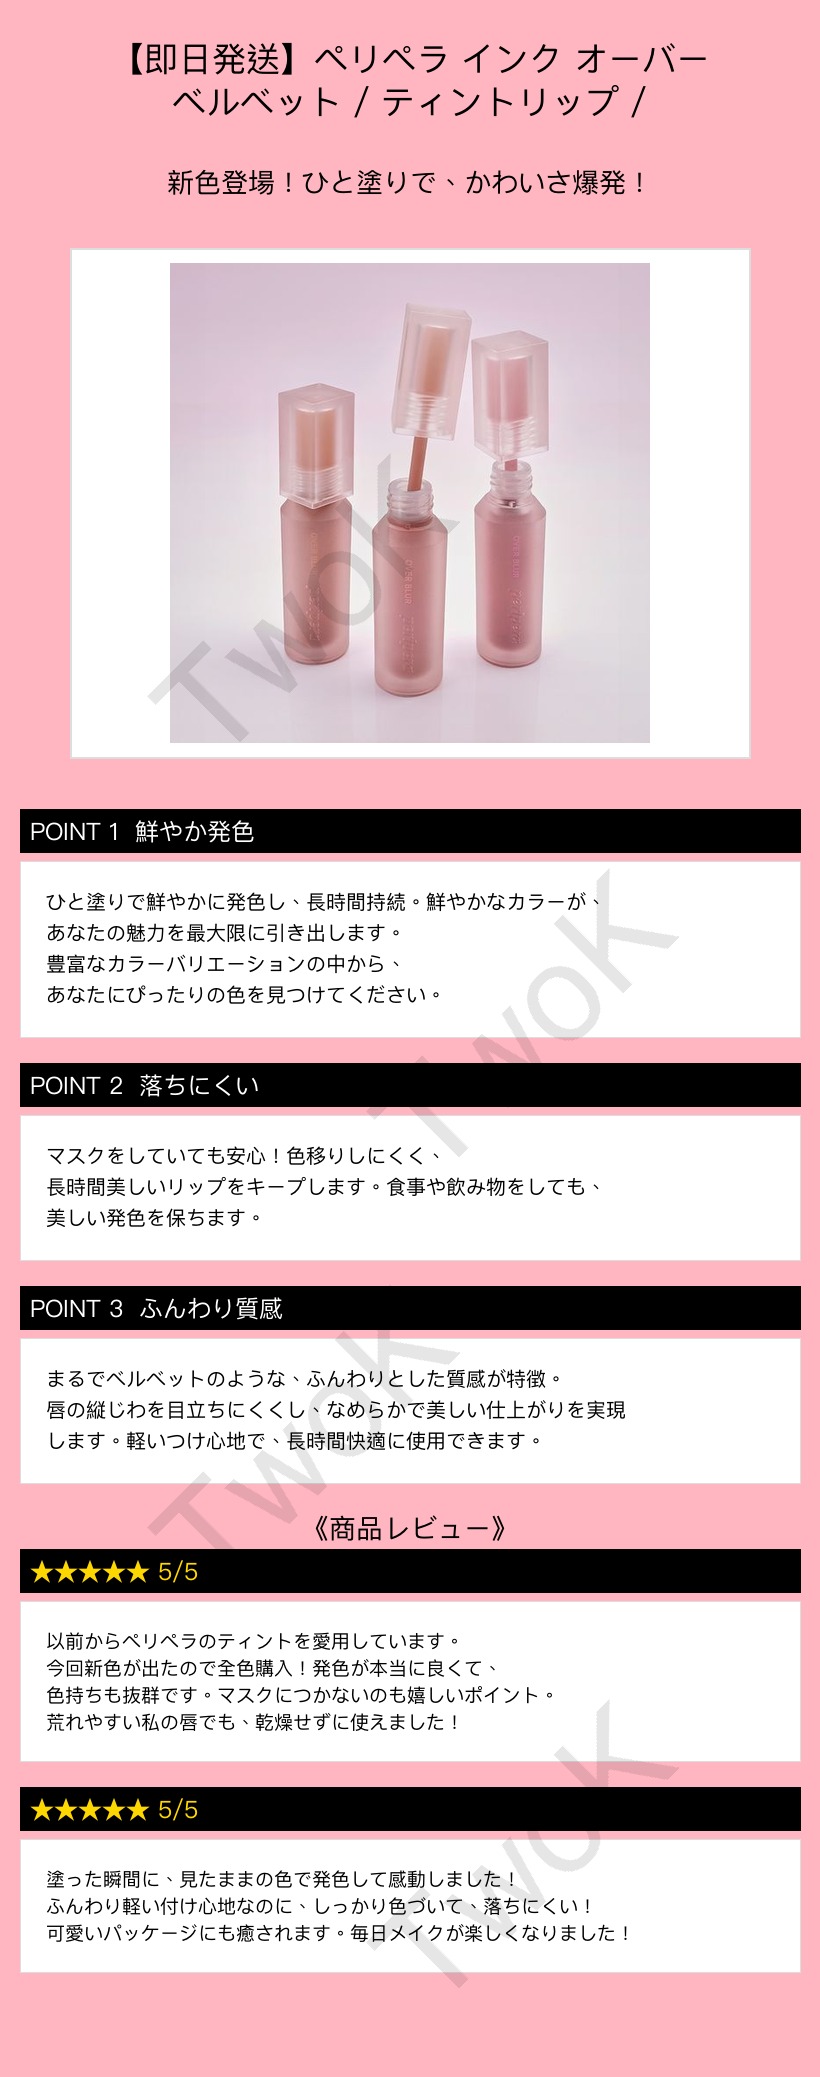 【即日発送】ペリペラ インク オーバー
ベルベット / ティントリップ /
新色登場！ひと塗りで、かわいさ爆発！
OVER BLUR
OVER BLUR
OVER BLUR
TwoK
POINT 1 鮮やか発色
ひと塗りで鮮やかに発色し、長時間持続。鮮やかなカラーが、
あなたの魅力を最大限に引き出します。
豊富なカラーバリエーションの中から、
あなたにぴったりの色を見つけてください。
TwoK
POINT 2 落ちにくい
マスクをしていても安心！色移りしにくく、
長時間美しいリップをキープします。食事や飲み物をしても、
美しい発色を保ちます。
POINT 3 ふんわり質感
まるでベルベットのような、ふんわりとした質感が特徴。
唇の縦じわを目立ちにくくし、なめらかで美しい仕上がりを実現
します。軽いつけ心地で、長時間快適に使用できます。
TwoK
《商品レビュー》
★★★★★ 5/5
以前からペリペラのティントを愛用しています。
今回新色が出たので全色購入！発色が本当に良くて、
色持ちも抜群です。マスクにつかないのも嬉しいポイント。
荒れやすい私の唇でも、乾燥せずに使えました！
★★★★★ 5/5
塗った瞬間に、見たままの色で発色して感動しました！
ふんわり軽い付け心地なのに、しっかり色づいて、落ちにくい！
可愛いパッケージにも癒されます。毎日メイクが楽しくなりました！
TwoK